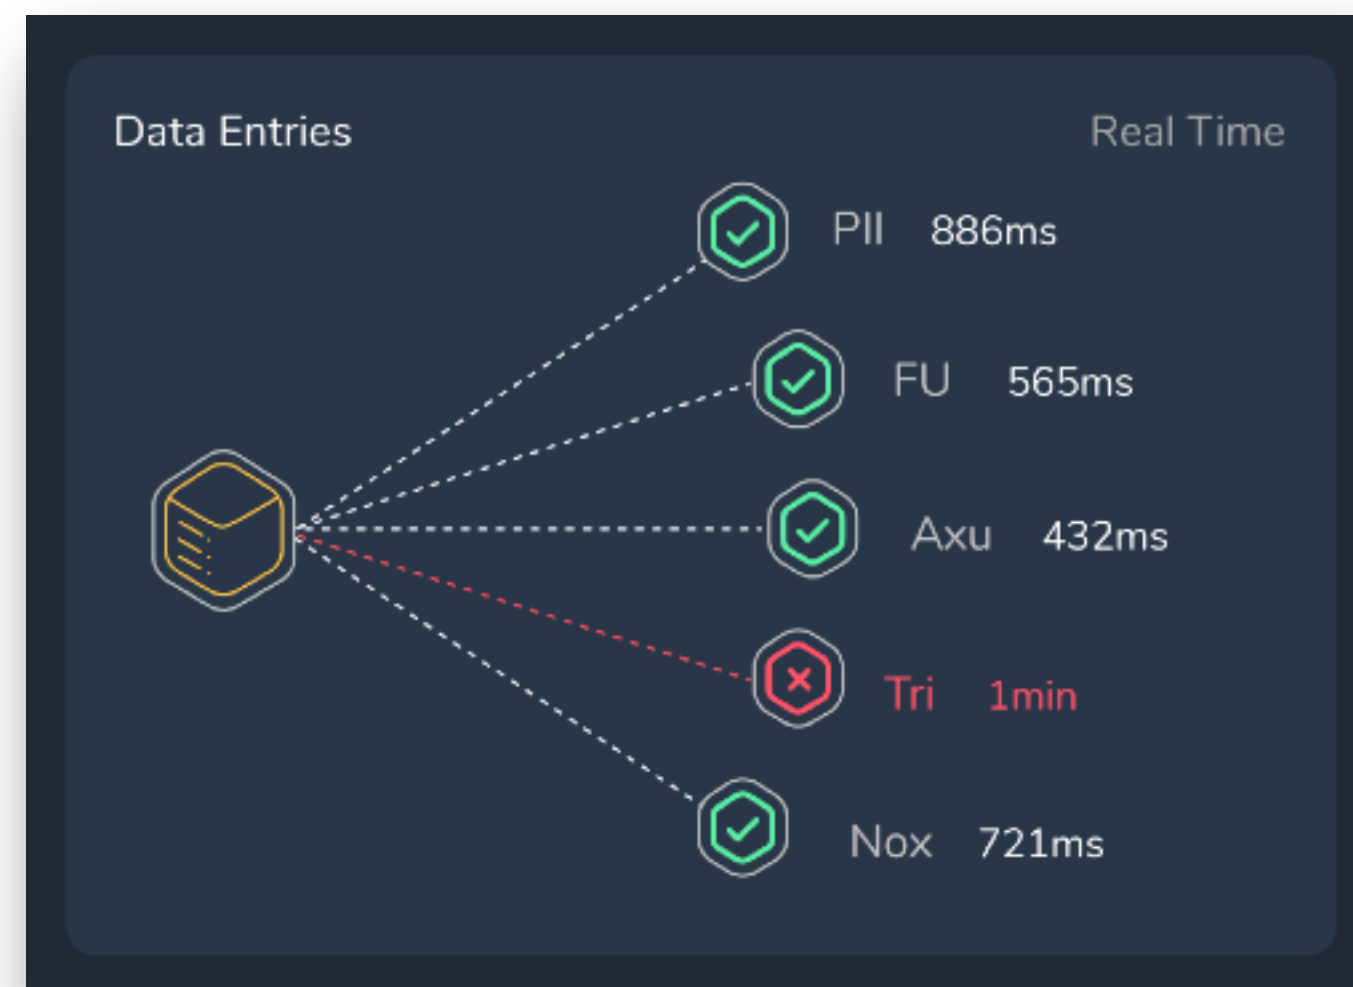 Data Entries
Real Time
PII 886ms
FU 565ms
Axu 432ms
Tri 1min
Nox 721ms